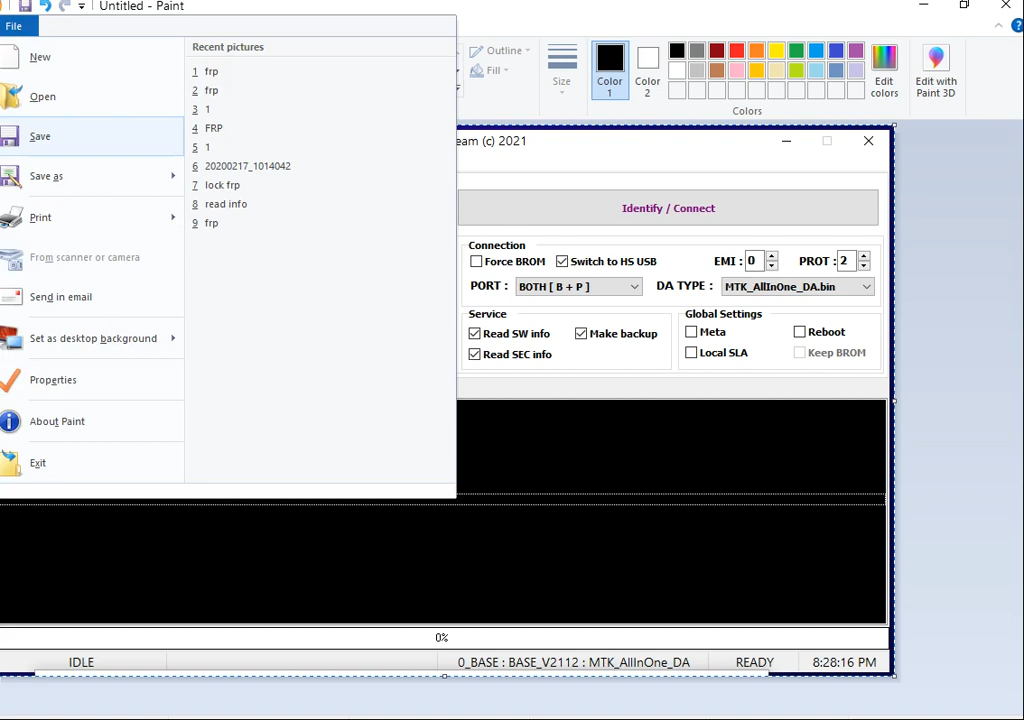 Untitled - Paint
File
Outline
Fill
Size
Color 1
Color 2
Edit colors
Edit with Paint 3D
Colors
New
Open
Save
Save as
Print
From scanner or camera
Send in email
Set as desktop background
Properties
About Paint
Exit
Recent pictures
1 frp
2 frp
3 1
4 FRP
5 1
6 20200217_1014042
7 lock frp
8 read info
9 frp
eam (c) 2021
Identify / Connect
Connection
Force BROM Switch to HS USB EMI : 0 PROT : 2
PORT : BOTH [ B + P ] DA TYPE : MTK_AllInOne_DA.bin
Service
Read SW info Make backup
Read SEC info
Global Settings
Meta Reboot
Local SLA Keep BROM
0%
IDLE 0_BASE : BASE_V2112 : MTK_AllInOne_DA READY 8:28:16 PM